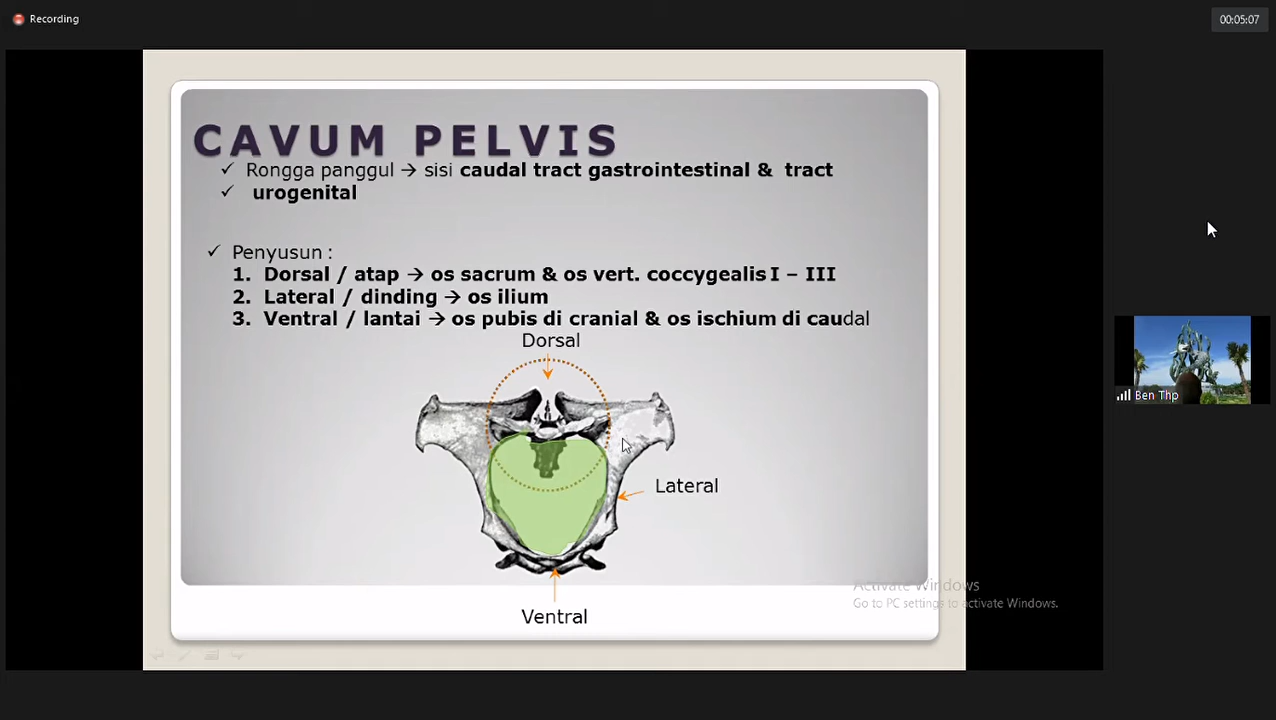 Recording
00:05:07
CAVUM PELVIS
✓ Rongga panggul → sisi caudal tract gastrointestinal & tract
✓ urogenital
✓ Penyusun :
1. Dorsal / atap → os sacrum & os vert. coccygealis I – III
2. Lateral / dinding → os ilium
3. Ventral / lantai → os pubis di cranial & os ischium di caudal
Dorsal
Lateral
Ventral
Ben Thp
Activate Windows
Go to PC settings to activate Windows.